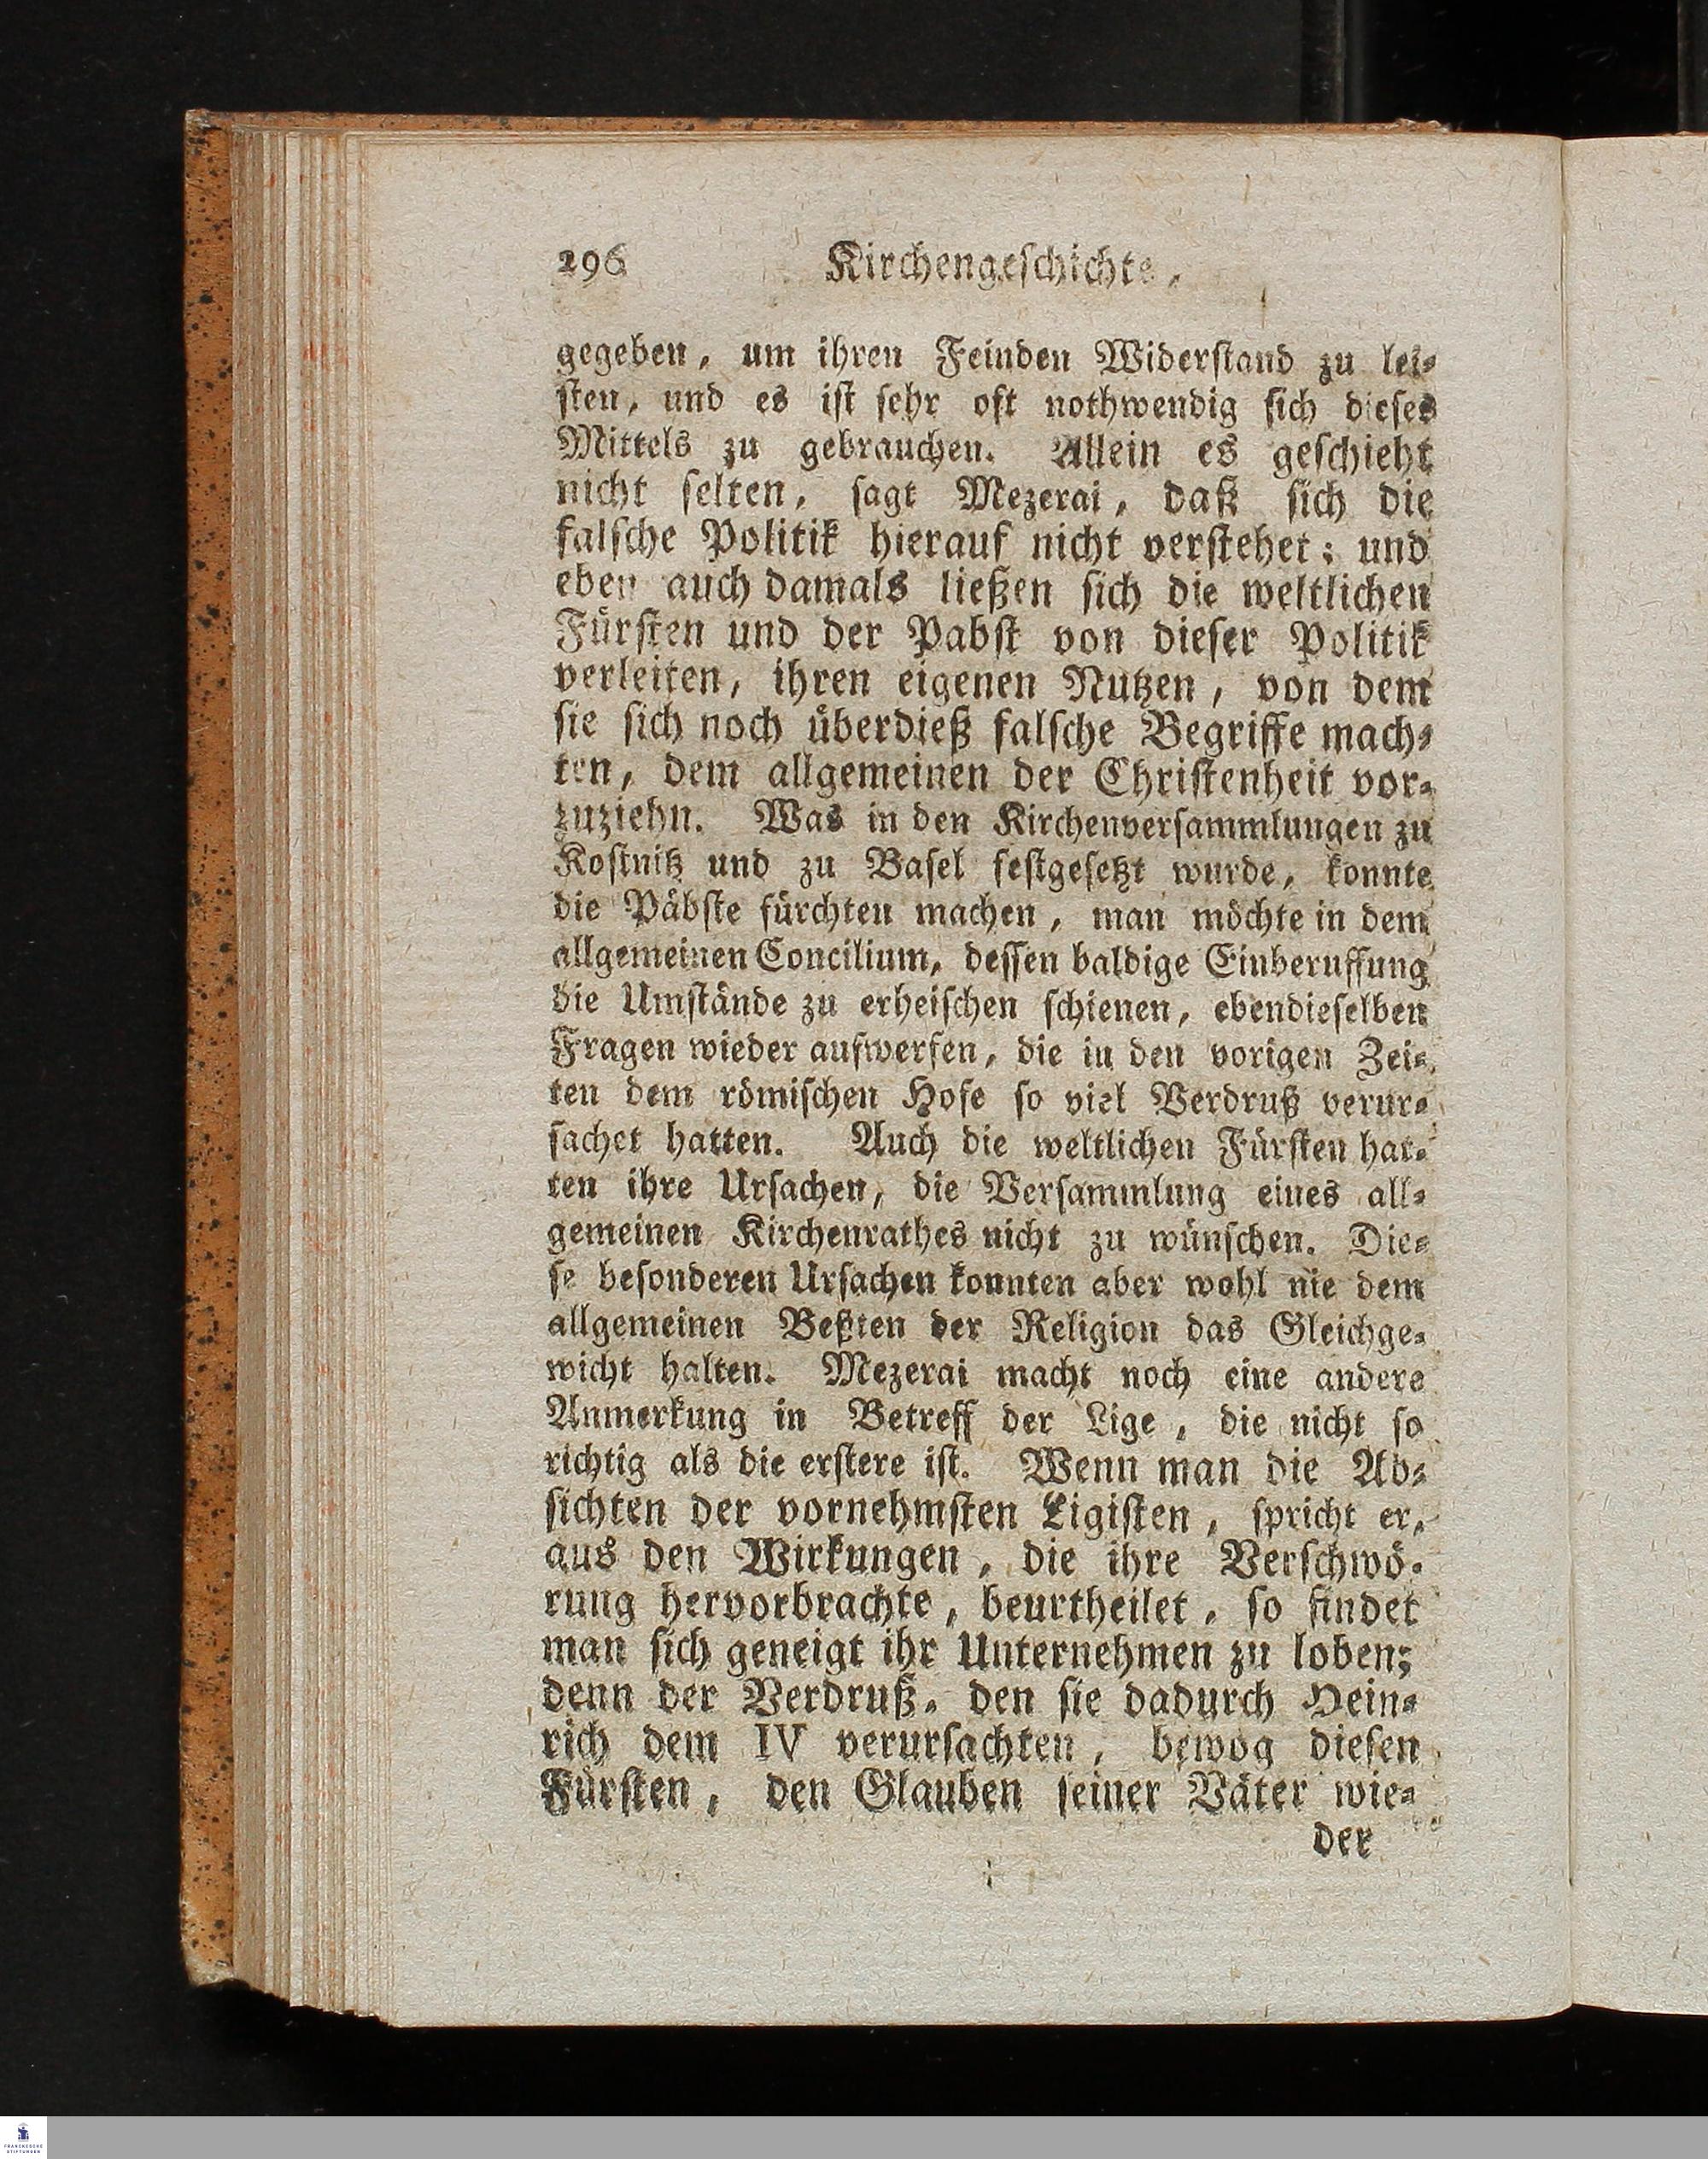 296 Kirchengeschichte,
gegeben, um ihren Feinden Widerstand zu lei-
sten, und es ist sehr oft nothwendig sich dieses
Mittels zu gebrauchen. Allein es geschieht
nicht selten, sagt Mezerai, daß sich die
falsche Politik hierauf nicht verstehet; und
eben auch damals ließen sich die weltlichen
Fürsten und der Pabst von dieser Politik
verleiten, ihren eigenen Nutzen, von dem
sie sich noch überdieß falsche Begriffe mach-
ten, dem allgemeinen der Christenheit vor-
zuziehn. Was in den Kirchenversammlungen zu
Kostnitz und zu Basel festgesetzt wurde, konnte
die Päbste fürchten machen, man möchte in dem
allgemeinen Concilium, dessen baldige Einberuffung
die Umstände zu erheischen schienen, ebendieselben
Fragen wieder aufwerfen, die in den vorigen Zei-
ten dem römischen Hofe so viel Verdruß verur-
sachet hatten. Auch die weltlichen Fürsten hat-
ten ihre Ursachen, die Versammlung eines all-
gemeinen Kirchenrathes nicht zu wünschen. Die-
se besonderen Ursachen konnten aber wohl nie dem
allgemeinen Beßten der Religion das Gleichge-
wicht halten. Mezerai macht noch eine andere
Anmerkung in Betreff der Lige, die nicht so
richtig als die erstere ist. Wenn man die Ab-
sichten der vornehmsten Ligisten, spricht er,
aus den Wirkungen, die ihre Verschwö-
rung hervorbrachte, beurtheilet, so findet
man sich geneigt ihr Unternehmen zu loben;
denn der Verdruß, den sie dadurch Hein-
rich dem IV verursachten, bewog diesen
Fürsten, den Glauben seiner Väter wie-
der
FRANCKESCHE
STIFTUNGEN